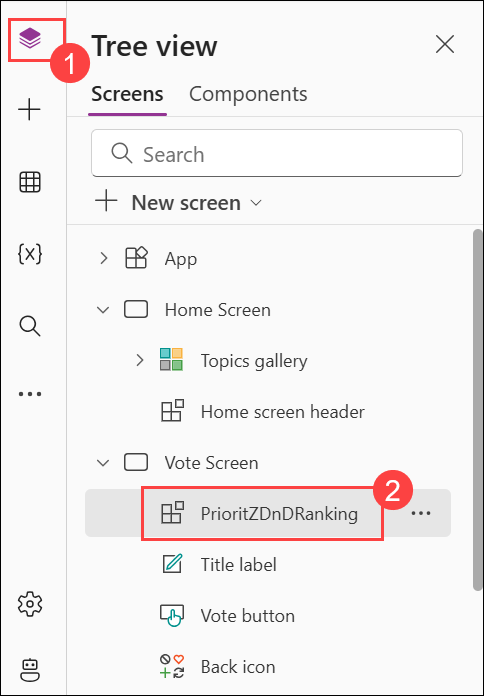 1
Tree view
Screens Components
Search
New screen
App
Home Screen
Topics gallery
Home screen header
Vote Screen
2
PrioritZDnDRanking
Title label
Vote button
Back icon